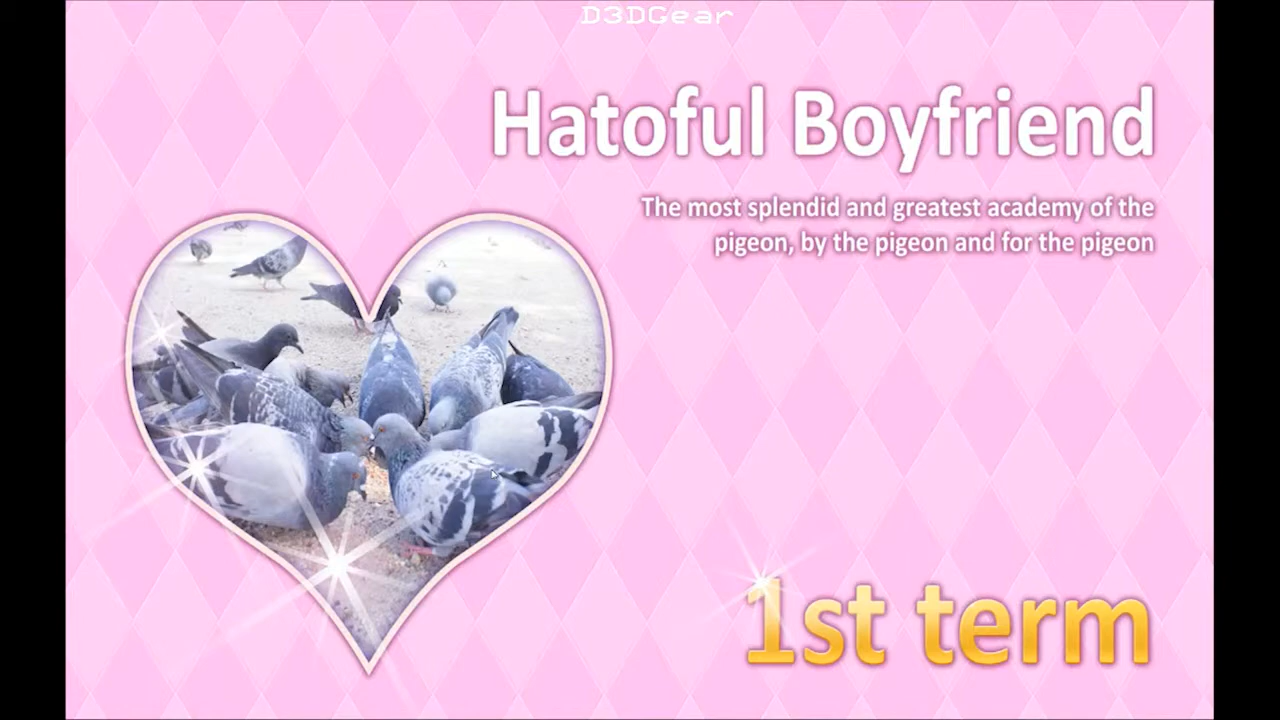 D3DGear
Hatoful Boyfriend
The most splendid and greatest academy of the
pigeon, by the pigeon and for the pigeon
1st term